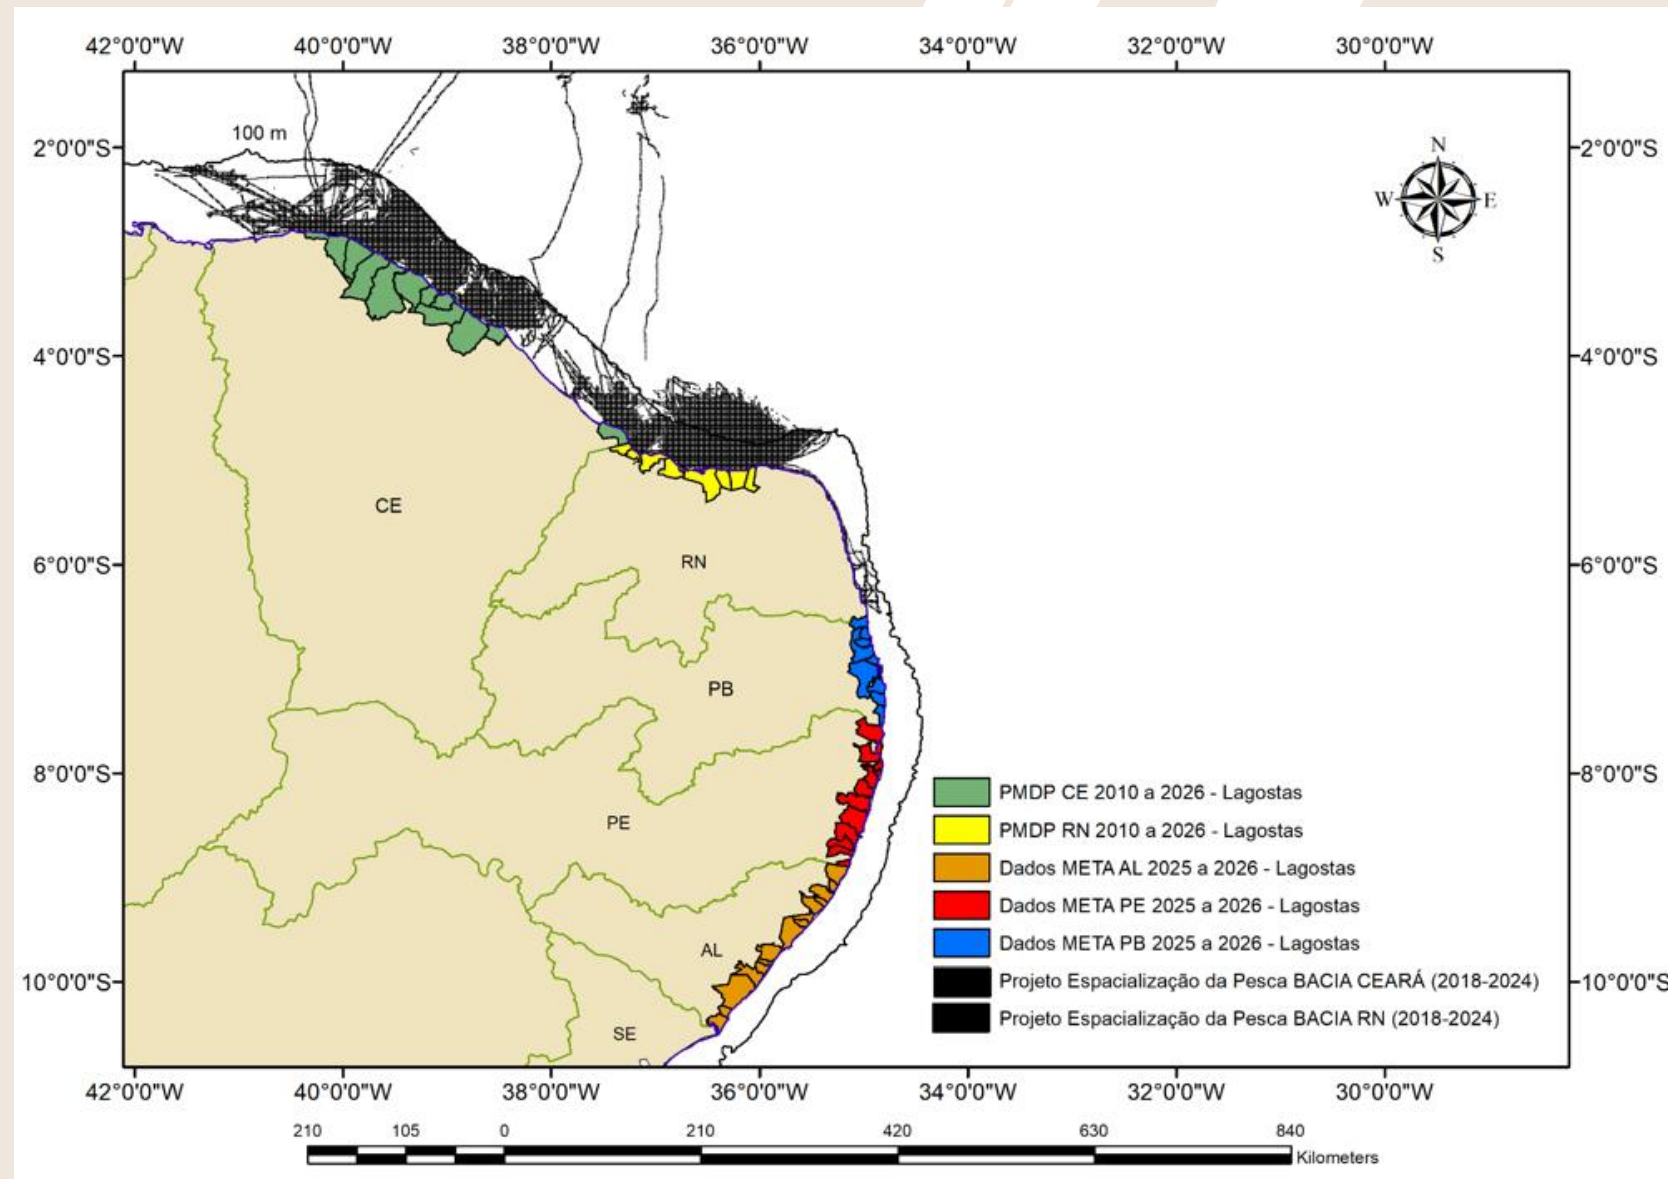 42°0'0"W 40°0'0"W 38°0'0"W 36°0'0"W 34°0'0"W 32°0'0"W 30°0'0"W
100 m
2°0'0"S 2°0'0"S
N
W E
S
4°0'0"S 4°0'0"S
CE
6°0'0"S 6°0'0"S
RN
PB
8°0'0"S 8°0'0"S
PE
PMDP CE 2010 a 2026 - Lagostas
PMDP RN 2010 a 2026 - Lagostas
Dados META AL 2025 a 2026 - Lagostas
Dados META PE 2025 a 2026 - Lagostas
Dados META PB 2025 a 2026 - Lagostas
AL
10°0'0"S 10°0'0"S
Projeto Espacialização da Pesca BACIA CEARÁ (2018-2024)
Projeto Espacialização da Pesca BACIA RN (2018-2024)
SE
42°0'0"W 40°0'0"W 38°0'0"W 36°0'0"W 34°0'0"W 32°0'0"W 30°0'0"W
210 105 0 210 420 630 840
Kilometers